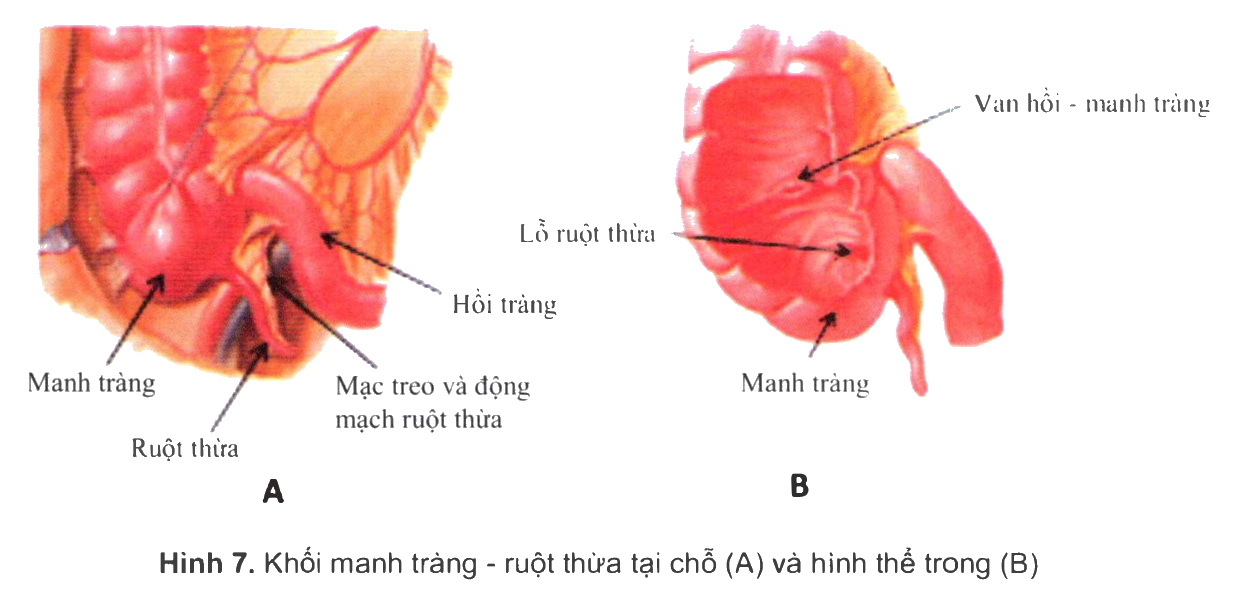 Van hồi - manh tràng
Lỗ ruột thừa
Hồi tràng
Manh tràng
Mạc treo và động
mạch ruột thừa
Manh tràng
Ruột thừa
A
B
Hình 7. Khối manh tràng - ruột thừa tại chỗ (A) và hình thể trong (B)